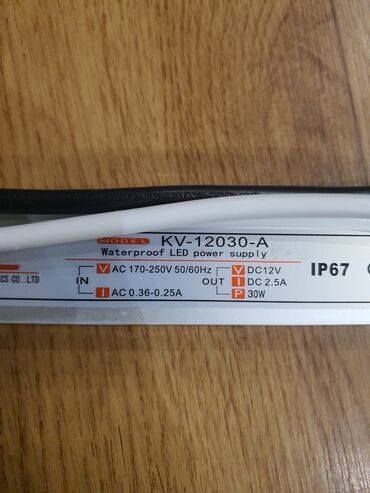 MODEL KV-12030-A
Waterproof LED power supply
V AC 170-250V 50/60Hz V DC12V
IN OUT I DC 2.5A IP67
CS CO.,LTD
I AC 0.36-0.25A P 30W